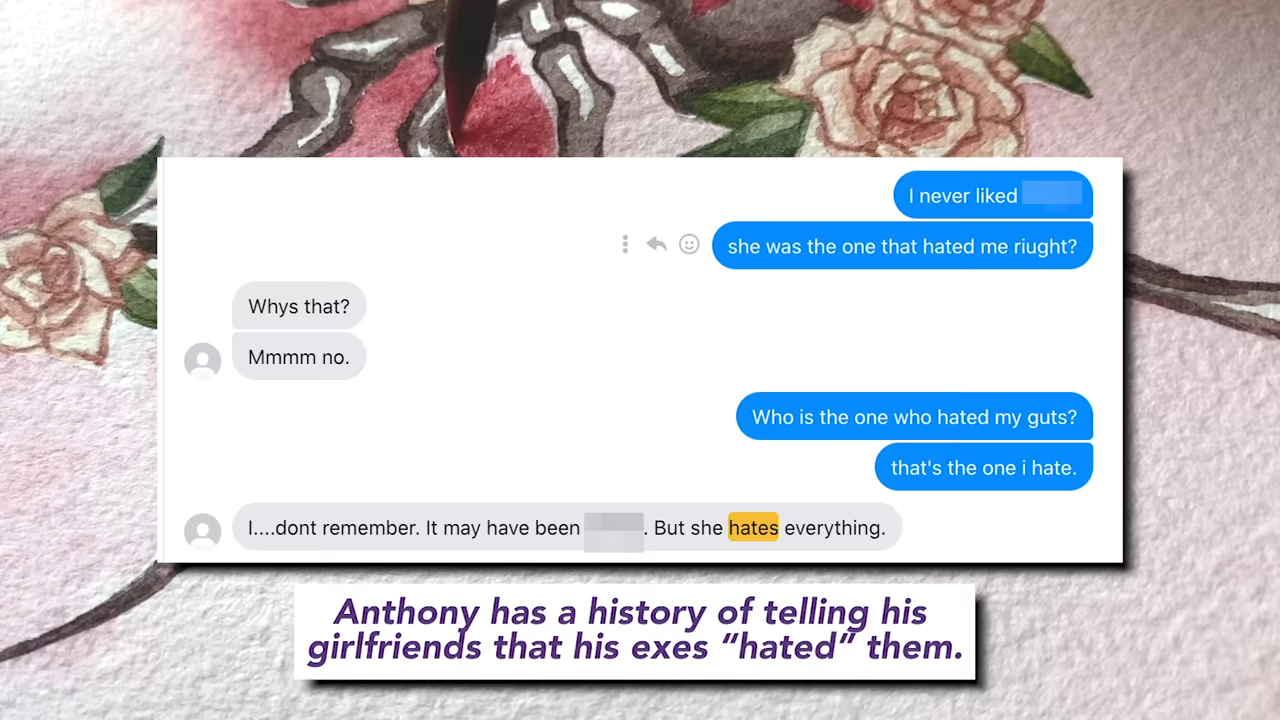 I never liked
she was the one that hated me riught?
Whys that?
Mmmm no.
Who is the one who hated my guts?
that's the one i hate.
I....dont remember. It may have been . But she hates everything.
Anthony has a history of telling his
girlfriends that his exes “hated” them.